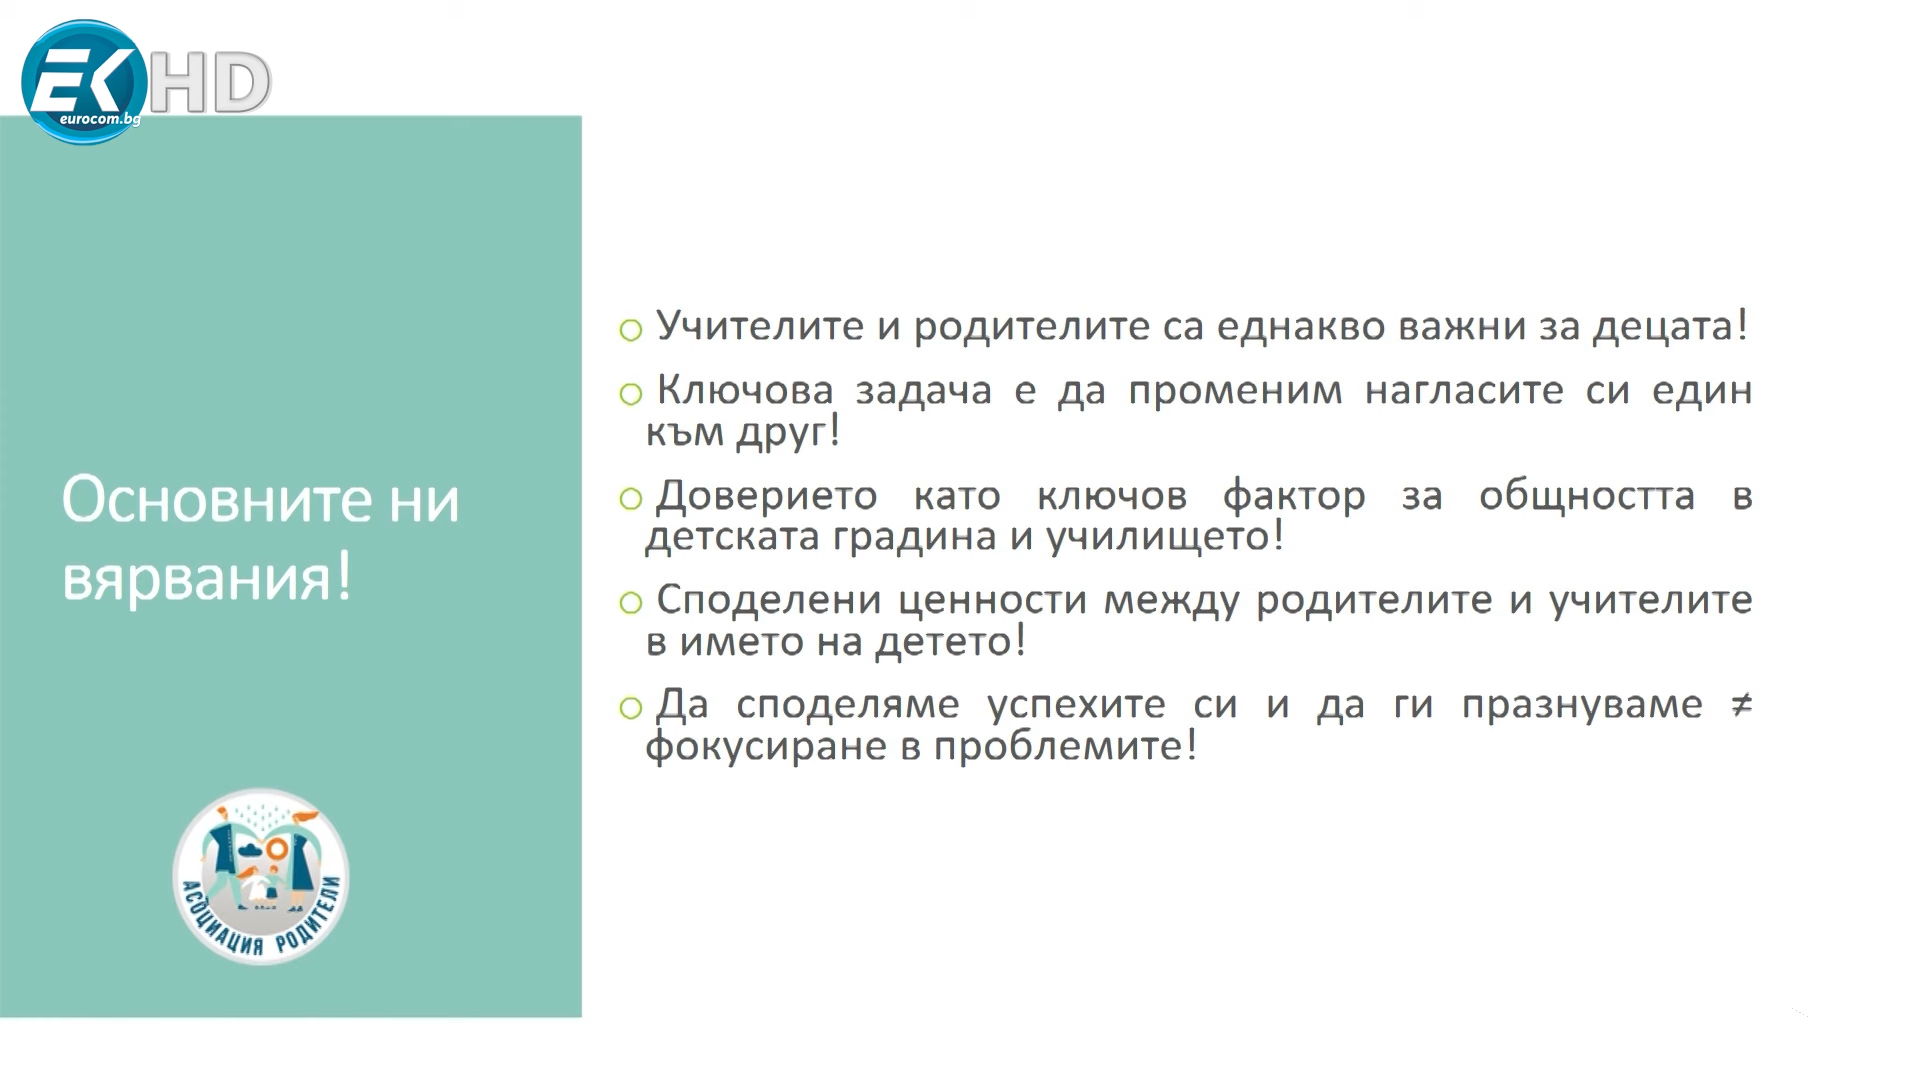 EK HD
eurocom.bg
Основните ни
вярвания!
АСОЦИАЦИЯ РОДИТЕЛИ
o Учителите и родителите са еднакво важни за децата!
o Ключова задача е да променим нагласите си един
към друг!
o Доверието като ключов фактор за общността в
детската градина и училището!
o Споделени ценности между родителите и учителите
в името на детето!
o Да споделяме успехите си и да ги празнуваме ≠
фокусиране в проблемите!